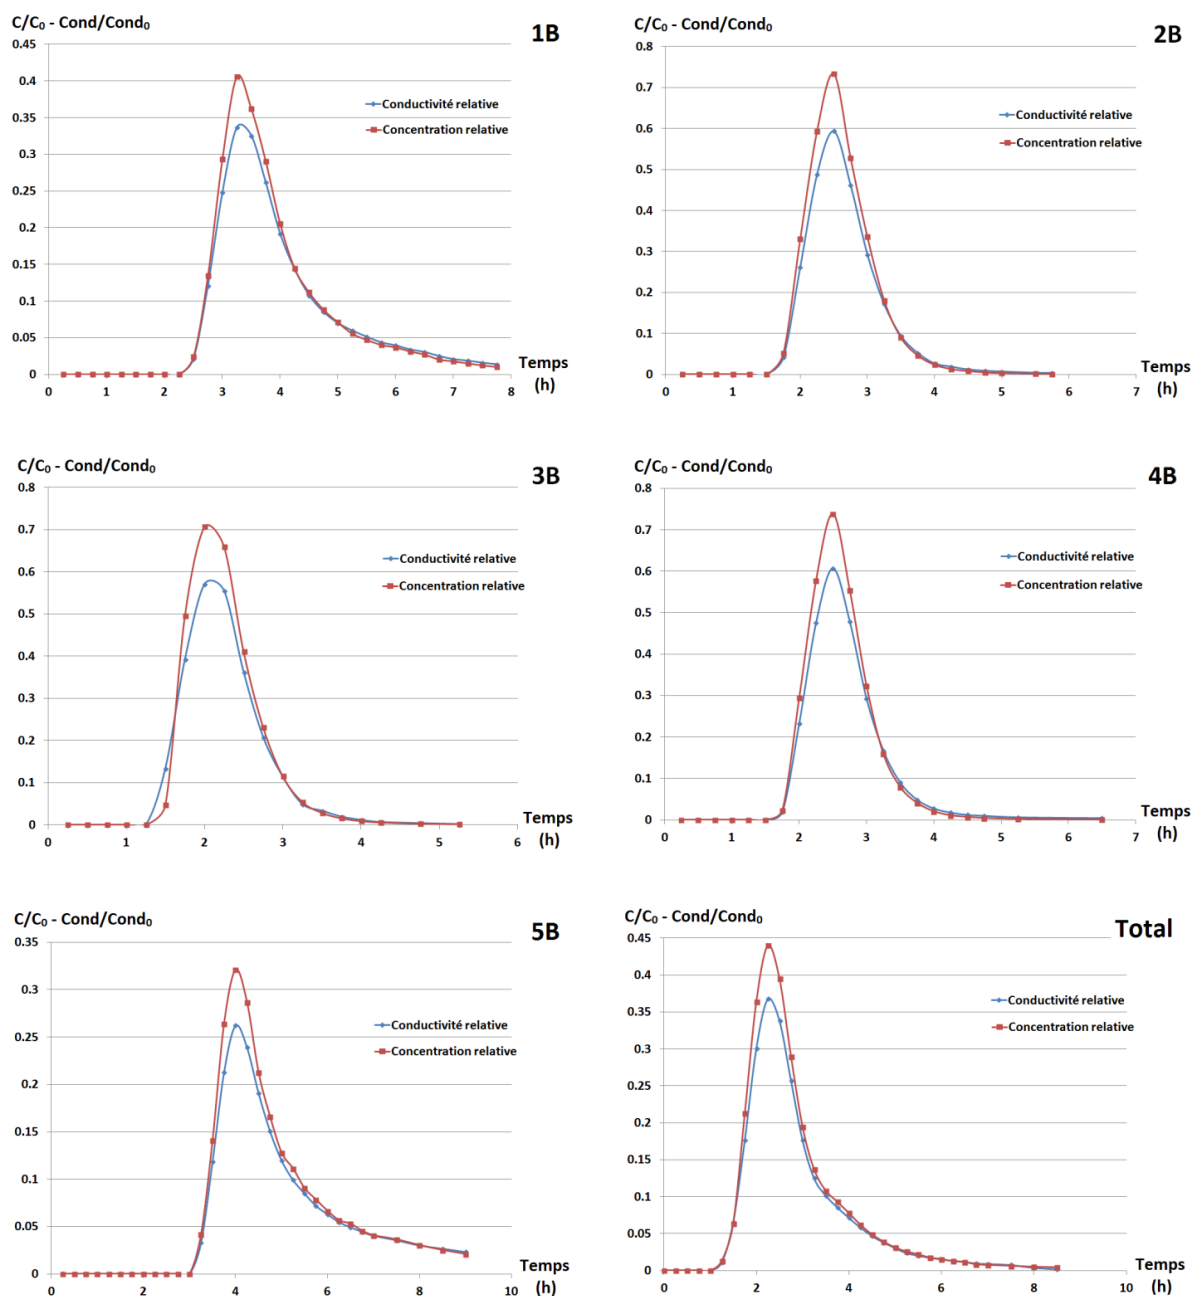 C/C₀ - Cond/Cond₀
1B
0.45
0.4
0.35
0.3
0.25
0.2
0.15
0.1
0.05
0
Conductivité relative
Concentration relative
Temps
(h)
0 1 2 3 4 5 6 7 8
C/C₀ - Cond/Cond₀
2B
0.8
0.7
0.6
0.5
0.4
0.3
0.2
0.1
0
Conductivité relative
Concentration relative
Temps
(h)
0 1 2 3 4 5 6 7
C/C₀ - Cond/Cond₀
3B
0.8
0.7
0.6
0.5
0.4
0.3
0.2
0.1
0
Conductivité relative
Concentration relative
Temps
(h)
0 1 2 3 4 5 6
C/C₀ - Cond/Cond₀
4B
0.8
0.7
0.6
0.5
0.4
0.3
0.2
0.1
0
Conductivité relative
Concentration relative
Temps
(h)
0 1 2 3 4 5 6 7
C/C₀ - Cond/Cond₀
5B
0.35
0.3
0.25
0.2
0.15
0.1
0.05
0
Conductivité relative
Concentration relative
Temps
(h)
0 2 4 6 8 10
C/C₀ - Cond/Cond₀
Total
0.45
0.4
0.35
0.3
0.25
0.2
0.15
0.1
0.05
0
Conductivité relative
Concentration relative
Temps
(h)
0 2 4 6 8 10